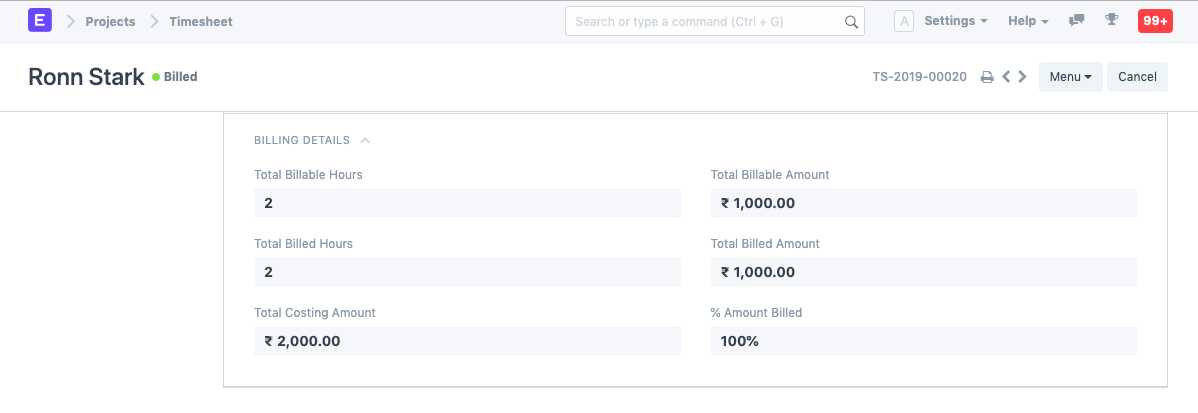 E Projects Timesheet Search or type a command (Ctrl + G) A Settings Help 99+
Ronn Stark Billed TS-2019-00020 Menu Cancel
BILLING DETAILS
Total Billable Hours Total Billable Amount
2 ₹ 1,000.00
Total Billed Hours Total Billed Amount
2 ₹ 1,000.00
Total Costing Amount % Amount Billed
₹ 2,000.00 100%